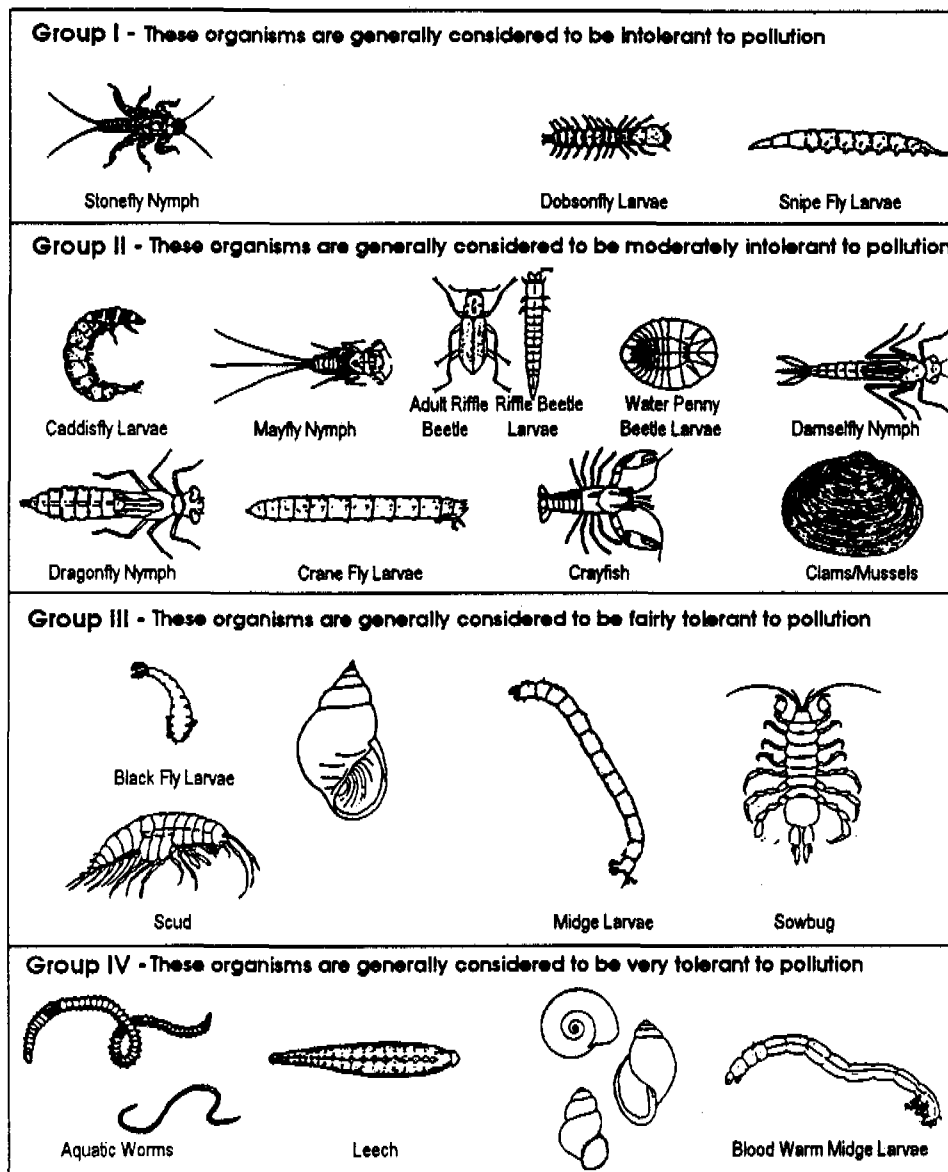 Group I - These organisms are generally considered to be intolerant to pollution
Stonefly Nymph
Dobsonfly Larvae
Snipe Fly Larvae
Group II - These organisms are generally considered to be moderately intolerant to pollution
Caddisfly Larvae
Mayfly Nymph
Adult Riffle
Beetle
Riffle Beetle
Larvae
Water Penny
Beetle Larvae
Damselfly Nymph
Dragonfly Nymph
Crane Fly Larvae
Crayfish
Clams/Mussels
Group III - These organisms are generally considered to be fairly tolerant to pollution
Black Fly Larvae
Scud
Midge Larvae
Sowbug
Group IV - These organisms are generally considered to be very tolerant to pollution
Aquatic Worms
Leech
Blood Warm Midge Larvae